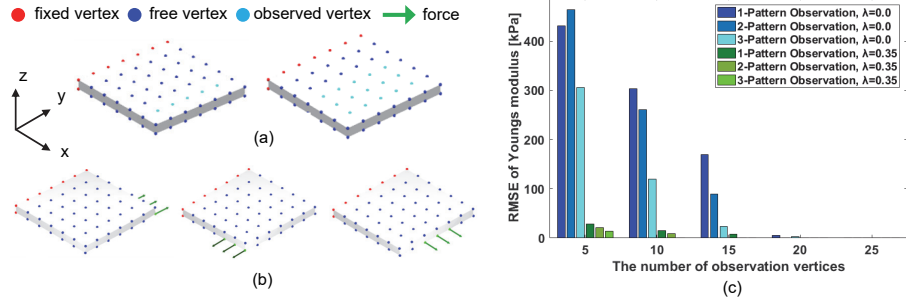 fixed vertex free vertex observed vertex force
z
y
x
(a)
(b)
RMSE of Youngs modulus [kPa]
400
300
200
100
0
5 10 15 20 25
The number of observation vertices
1-Pattern Observation, λ=0.0
2-Pattern Observation, λ=0.0
3-Pattern Observation, λ=0.0
1-Pattern Observation, λ=0.35
2-Pattern Observation, λ=0.35
3-Pattern Observation, λ=0.35
(c)